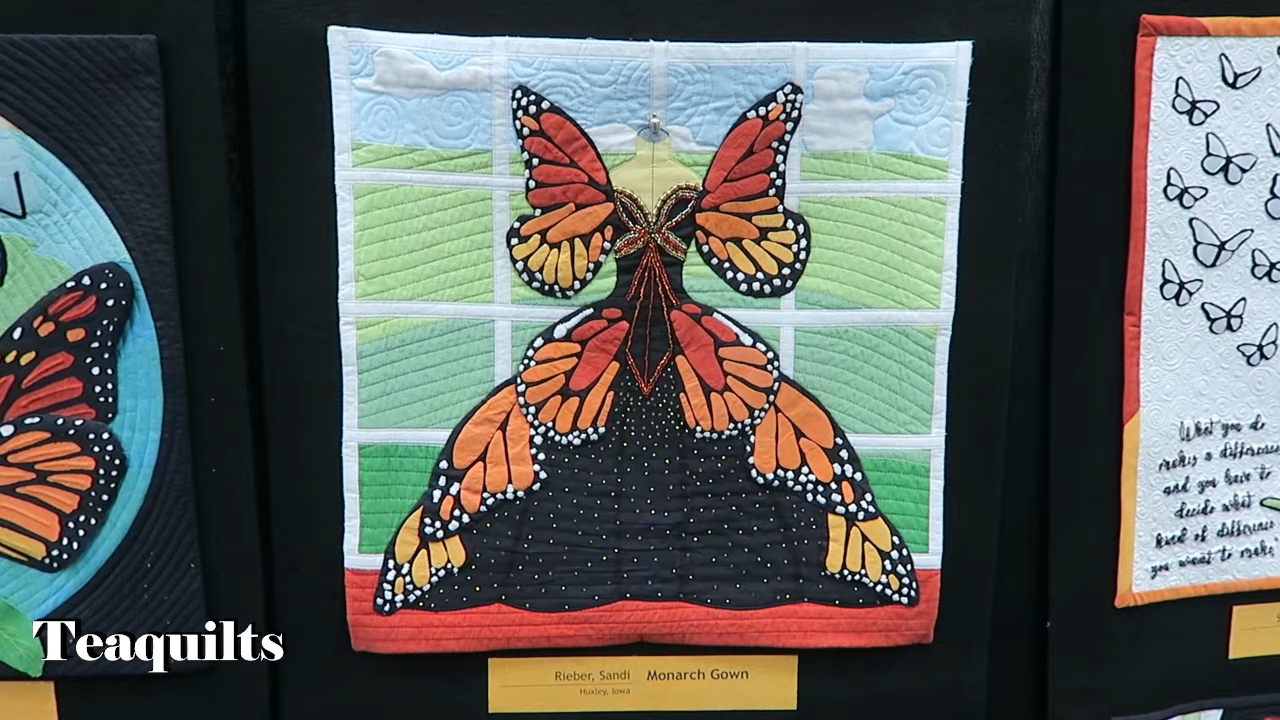 What you do
makes a difference
and you have to
decide what
kind of difference
you want to make
Teaquilts
Rieber, Sandi Monarch Gown
Huxley, Iowa